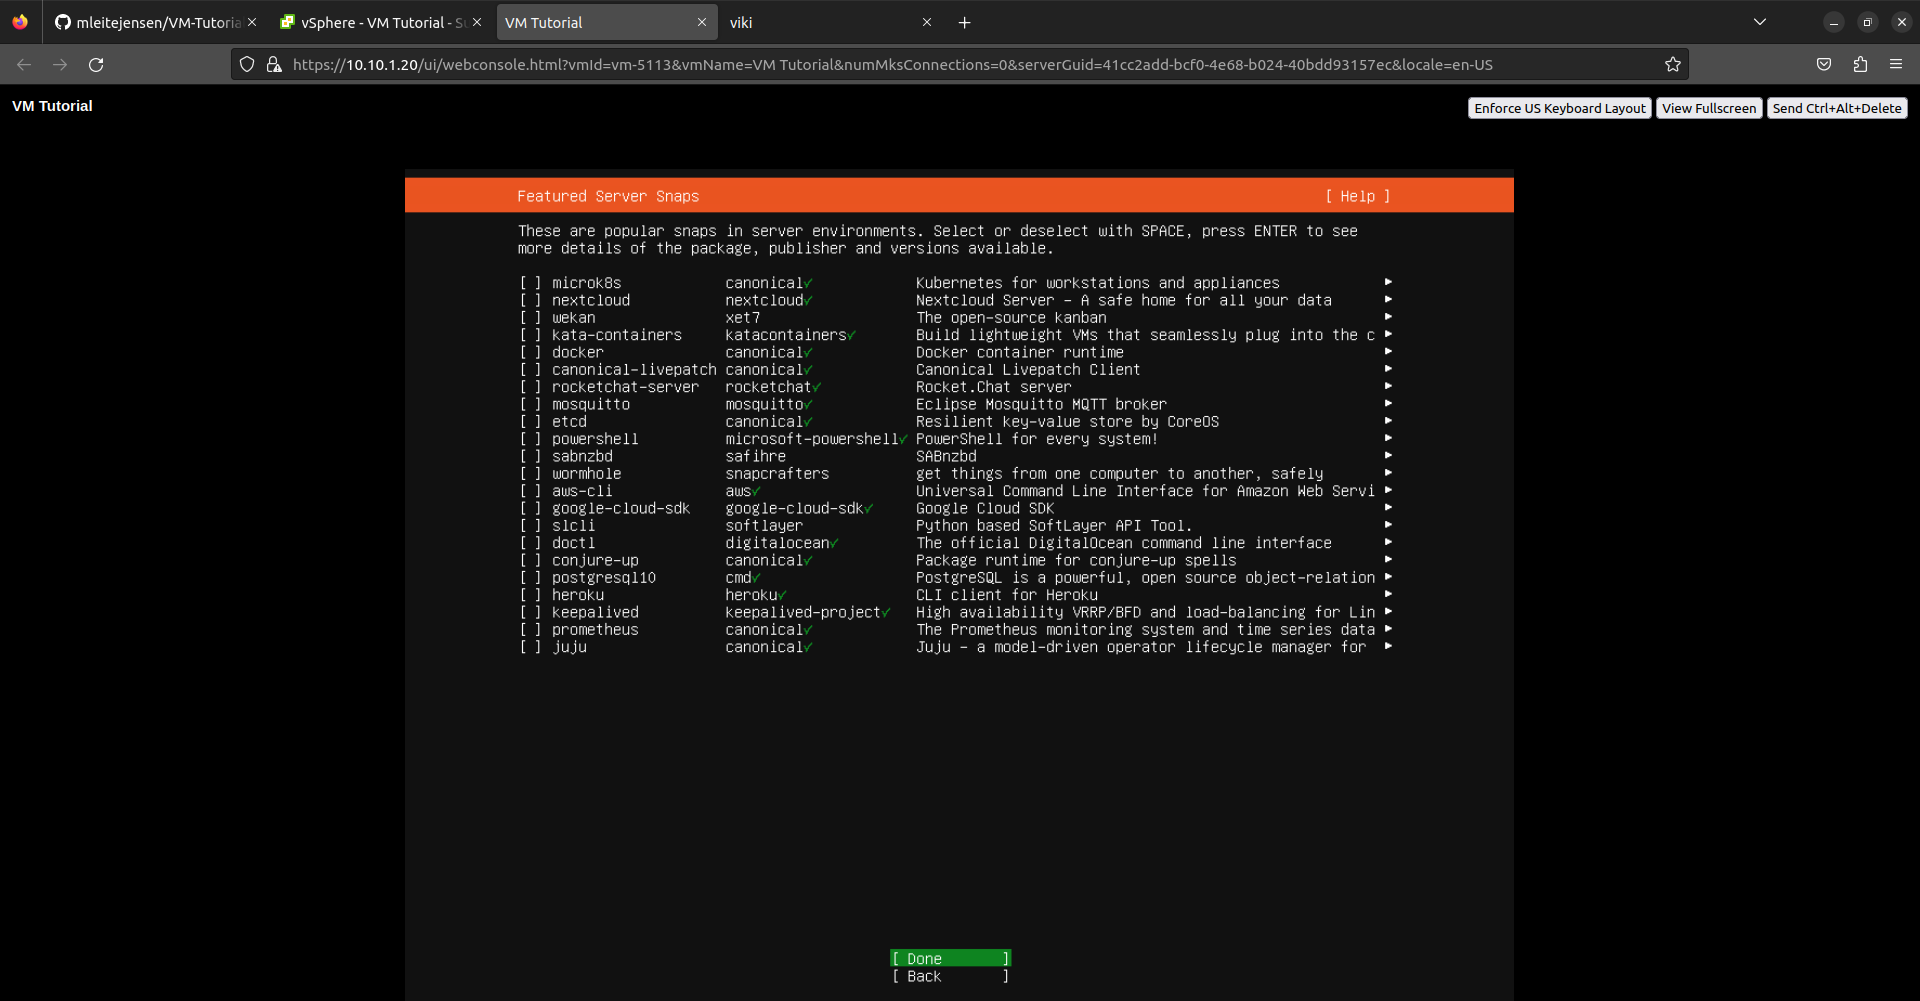 mleitejensen/VM-Tutoria
vSphere - VM Tutorial - Su
VM Tutorial
viki
https://10.10.1.20/ui/webconsole.html?vmId=vm-5113&vmName=VM Tutorial&numMksConnections=0&serverGuid=41cc2add-bcf0-4e68-b024-40bdd93157ec&locale=en-US
VM Tutorial
Enforce US Keyboard Layout
View Fullscreen
Send Ctrl+Alt+Delete
Featured Server Snaps [ Help ]
These are popular snaps in server environments. Select or deselect with SPACE, press ENTER to see
more details of the package, publisher and versions available.
[ ] microk8s canonical✓ Kubernetes for workstations and appliances ▸
[ ] nextcloud nextcloud✓ Nextcloud Server - A safe home for all your data ▸
[ ] wekan xet7 The open-source kanban ▸
[ ] kata-containers katacontainers✓ Build lightweight VMs that seamlessly plug into the c ▸
[ ] docker canonical✓ Docker container runtime ▸
[ ] canonical-livepatch canonical✓ Canonical Livepatch Client ▸
[ ] rocketchat-server rocketchat✓ Rocket.Chat server ▸
[ ] mosquitto mosquitto✓ Eclipse Mosquitto MQTT broker ▸
[ ] etcd canonical✓ Resilient key-value store by CoreOS ▸
[ ] powershell microsoft-powershell✓ PowerShell for every system! ▸
[ ] sabnzbd safihre SABnzbd ▸
[ ] wormhole snapcrafters get things from one computer to another, safely ▸
[ ] aws-cli aws✓ Universal Command Line Interface for Amazon Web Servi ▸
[ ] google-cloud-sdk google-cloud-sdk✓ Google Cloud SDK ▸
[ ] slcli softlayer Python based SoftLayer API Tool. ▸
[ ] doctl digitalocean✓ The official DigitalOcean command line interface ▸
[ ] conjure-up canonical✓ Package runtime for conjure-up spells ▸
[ ] postgresql10 cmd✓ PostgreSQL is a powerful, open source object-relation ▸
[ ] heroku heroku✓ CLI client for Heroku ▸
[ ] keepalived keepalived-project✓ High availability VRRP/BFD and load-balancing for Lin ▸
[ ] prometheus canonical✓ The Prometheus monitoring system and time series data ▸
[ ] juju canonical✓ Juju - a model-driven operator lifecycle manager for ▸
[ Done ]
[ Back ]